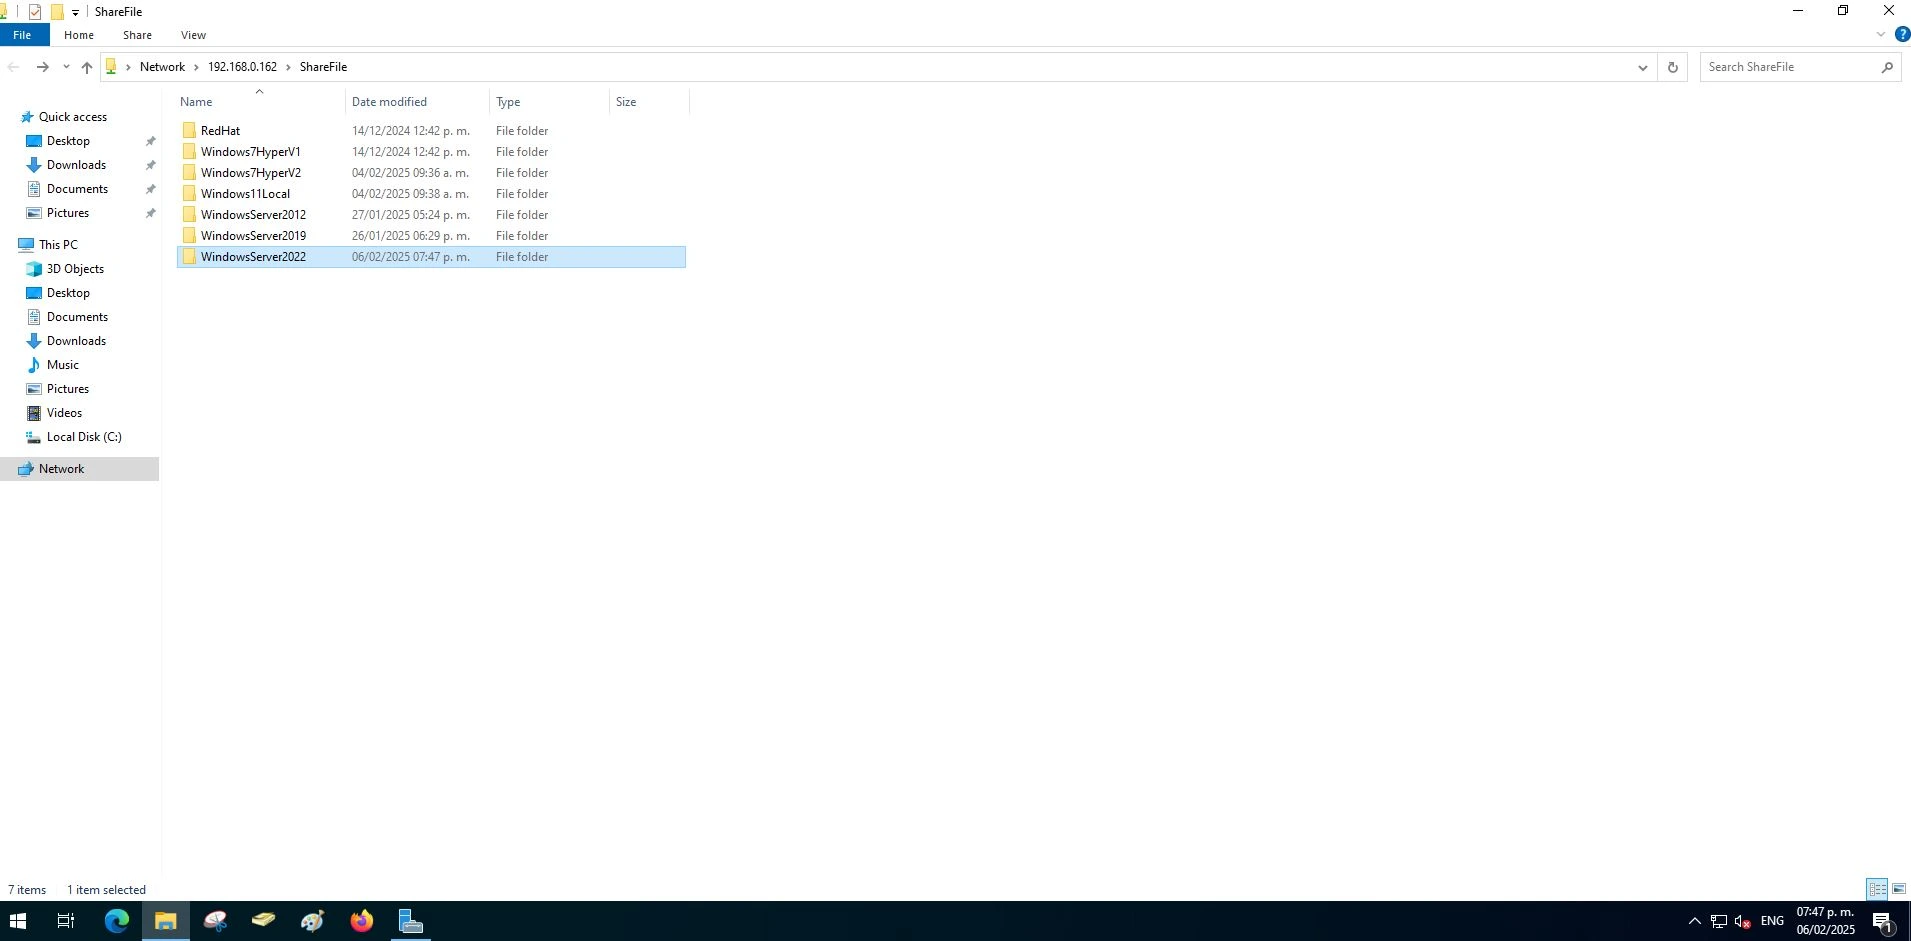 ShareFile
File Home Share View
?
Network > 192.168.0.162 > ShareFile
Search ShareFile
Name Date modified Type Size
Quick access
Desktop
Downloads
Documents
Pictures
This PC
3D Objects
Desktop
Documents
Downloads
Music
Pictures
Videos
Local Disk (C:)
Network
RedHat 14/12/2024 12:42 p. m. File folder
Windows7HyperV1 14/12/2024 12:42 p. m. File folder
Windows7HyperV2 04/02/2025 09:36 a. m. File folder
Windows11Local 04/02/2025 09:38 a. m. File folder
WindowsServer2012 27/01/2025 05:24 p. m. File folder
WindowsServer2019 26/01/2025 06:29 p. m. File folder
WindowsServer2022 06/02/2025 07:47 p. m. File folder
7 items 1 item selected
ENG
07:47 p. m.
06/02/2025
1